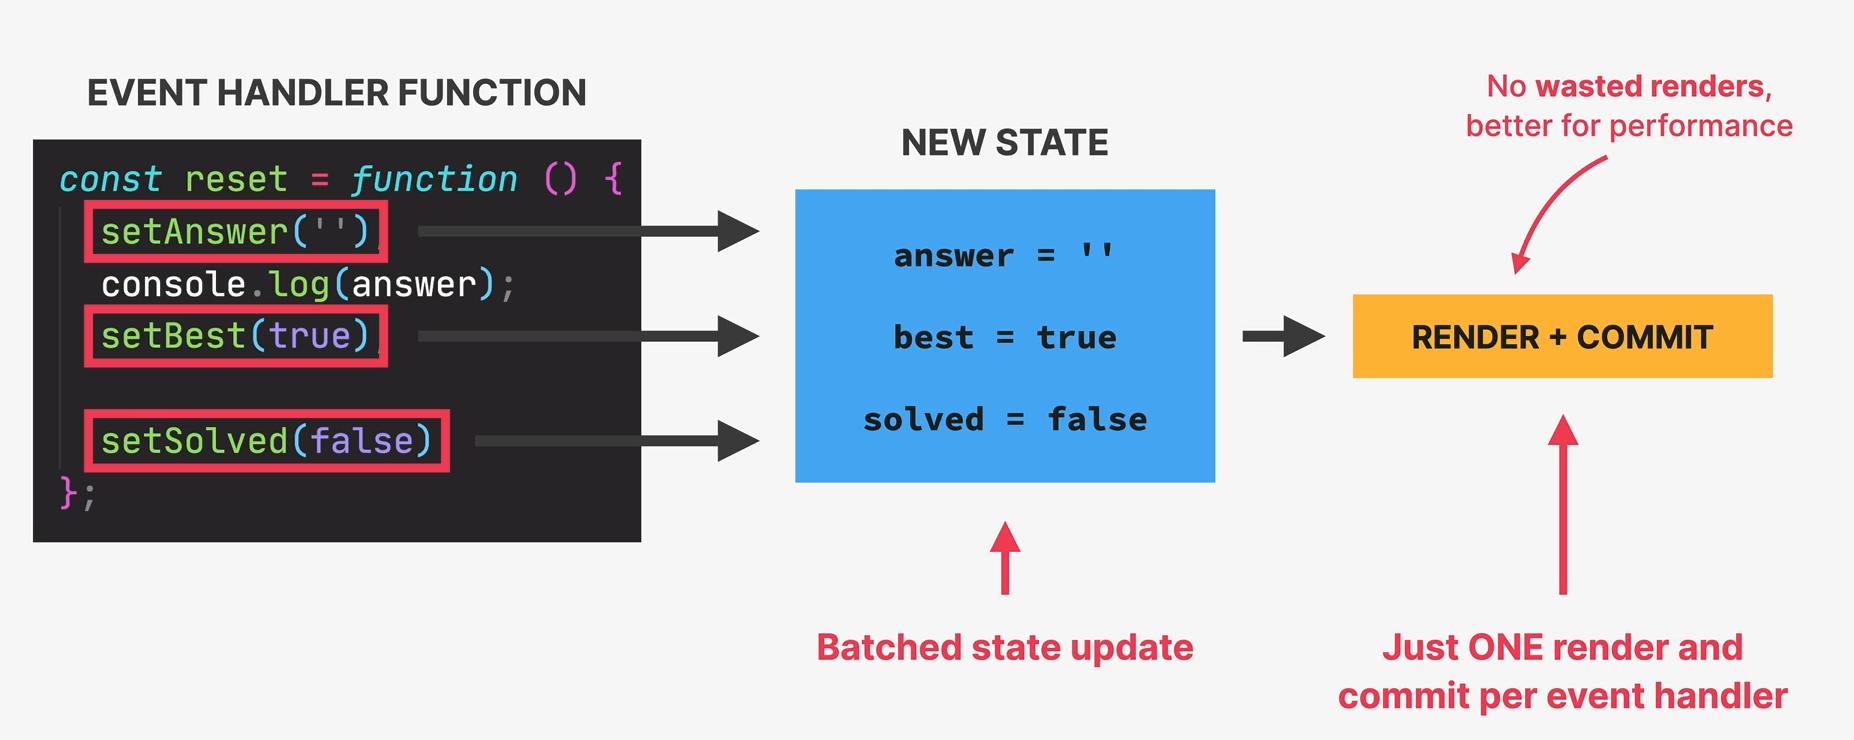 EVENT HANDLER FUNCTION
const reset = function () {
setAnswer('')
console.log(answer);
setBest(true)
setSolved(false)
};
NEW STATE
answer = ''
best = true
solved = false
Batched state update
No wasted renders,
better for performance
RENDER + COMMIT
Just ONE render and
commit per event handler